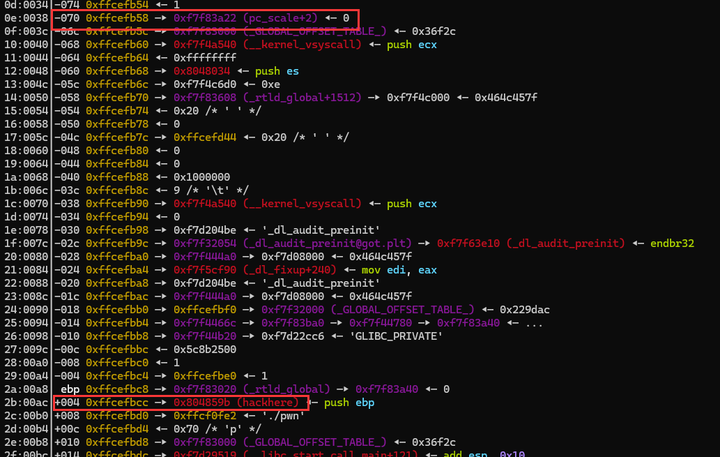 0d:0034│-074 0xffcefb54 ◂— 1
0e:0038│-070 0xffcefb58 —▸ 0xf7f83a22 (pc_scale+2) ◂— 0
0f:003c│-06c 0xffcefb5c —▸ 0xf7f83000 (_GLOBAL_OFFSET_TABLE_) ◂— 0x36f2c
10:0040│-068 0xffcefb60 —▸ 0xf7f4a540 (__kernel_vsyscall) ◂— push ecx
11:0044│-064 0xffcefb64 ◂— 0xffffffff
12:0048│-060 0xffcefb68 —▸ 0x8048034 ◂— push es
13:004c│-05c 0xffcefb6c —▸ 0xf7f4c6d0 ◂— 0xe
14:0050│-058 0xffcefb70 —▸ 0xf7f83608 (_rtld_global+1512) —▸ 0xf7f4c000 ◂— 0x464c457f
15:0054│-054 0xffcefb74 ◂— 0x20 /* ' ' */
16:0058│-050 0xffcefb78 ◂— 0
17:005c│-04c 0xffcefb7c —▸ 0xffcefd44 ◂— 0x20 /* ' ' */
18:0060│-048 0xffcefb80 ◂— 0
19:0064│-044 0xffcefb84 ◂— 0
1a:0068│-040 0xffcefb88 ◂— 0x1000000
1b:006c│-03c 0xffcefb8c ◂— 9 /* '\t' */
1c:0070│-038 0xffcefb90 —▸ 0xf7f4a540 (__kernel_vsyscall) ◂— push ecx
1d:0074│-034 0xffcefb94 ◂— 0
1e:0078│-030 0xffcefb98 —▸ 0xf7d204be ◂— '_dl_audit_preinit'
1f:007c│-02c 0xffcefb9c —▸ 0xf7f32054 (_dl_audit_preinit@got.plt) —▸ 0xf7f63e10 (_dl_audit_preinit) ◂— endbr32
20:0080│-028 0xffcefba0 —▸ 0xf7f444a0 —▸ 0xf7d08000 ◂— 0x464c457f
21:0084│-024 0xffcefba4 —▸ 0xf7f5cf90 (_dl_fixup+240) ◂— mov edi, eax
22:0088│-020 0xffcefba8 —▸ 0xf7d204be ◂— '_dl_audit_preinit'
23:008c│-01c 0xffcefbac —▸ 0xf7f444a0 —▸ 0xf7d08000 ◂— 0x464c457f
24:0090│-018 0xffcefbb0 —▸ 0xffcefbf0 —▸ 0xf7f32000 (_GLOBAL_OFFSET_TABLE_) ◂— 0x229dac
25:0094│-014 0xffcefbb4 —▸ 0xf7f4466c —▸ 0xf7f83ba0 —▸ 0xf7f44780 —▸ 0xf7f83a40 ◂— ...
26:0098│-010 0xffcefbb8 —▸ 0xf7f44b20 —▸ 0xf7d22cc6 ◂— 'GLIBC_PRIVATE'
27:009c│-00c 0xffcefbbc ◂— 0x5c8b2500
28:00a0│-008 0xffcefbc0 ◂— 1
29:00a4│-004 0xffcefbc4 —▸ 0xffcefbe0 ◂— 1
2a:00a8│ ebp 0xffcefbc8 —▸ 0xf7f83020 (_rtld_global) —▸ 0xf7f83a40 ◂— 0
2b:00ac│+004 0xffcefbcc —▸ 0x804859b (hackhere) ◂— push ebp
2c:00b0│+008 0xffcefbd0 —▸ 0xffcf0fe2 ◂— './pwn'
2d:00b4│+00c 0xffcefbd4 ◂— 0x70 /* 'p' */
2e:00b8│+010 0xffcefbd8 —▸ 0xf7f83000 (_GLOBAL_OFFSET_TABLE_) ◂— 0x36f2c
2f:00bc│+014 0xffcefbdc —▸ 0xf7d29519 (__libc_start_call_main+121) ◂— add esp, 0x10